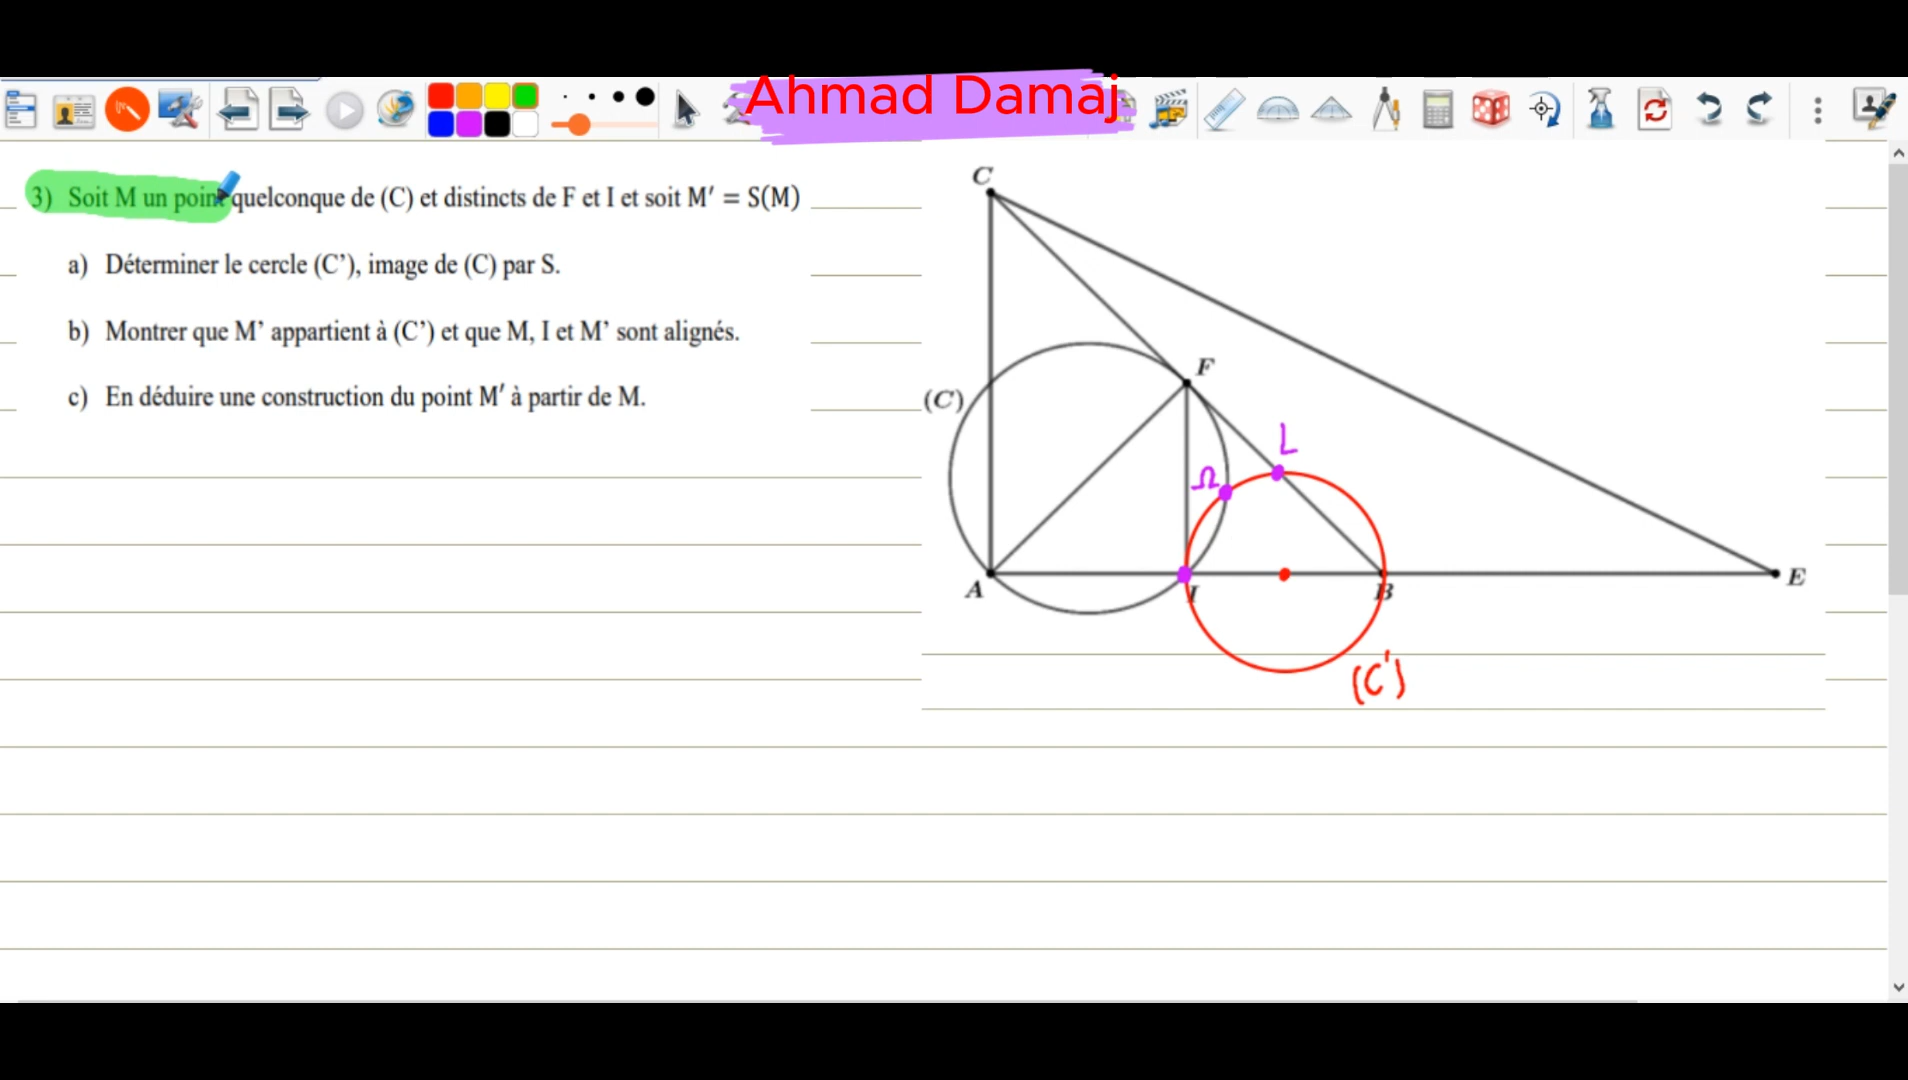 Ahmad Damaj
3) Soit M un point quelconque de (C) et distincts de F et I et soit M′ = S(M)
a) Déterminer le cercle (C’), image de (C) par S.
b) Montrer que M’ appartient à (C’) et que M, I et M’ sont alignés.
c) En déduire une construction du point M′ à partir de M.
C
F
(C)
L
Ω
A
I
B
E
(C')